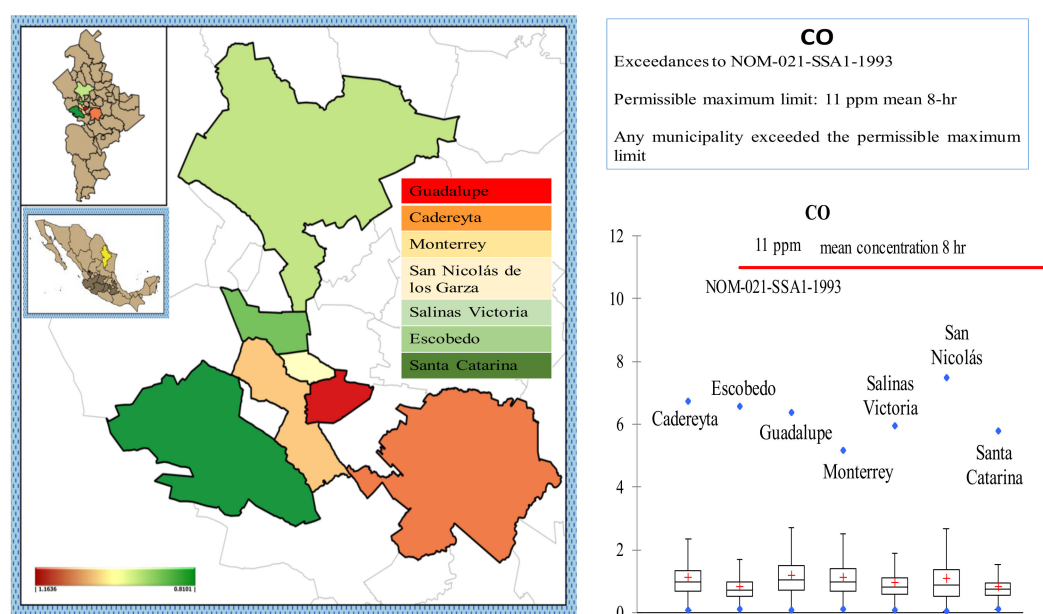 Guadalupe
Cadereyta
Monterrey
San Nicolás de
los Garza
Salinas Victoria
Escobedo
Santa Catarina
1.1636
0.8101
CO
Exceedances to NOM-021-SSA1-1993
Permissible maximum limit: 11 ppm mean 8-hr
Any municipality exceeded the permissible maximum
limit
CO
12
11 ppm mean concentration 8 hr
NOM-021-SSA1-1993
10
8
6
4
2
0
San
Nicolás
Escobedo
Salinas
Victoria
Cadereyta
Guadalupe
Monterrey
Santa
Catarina